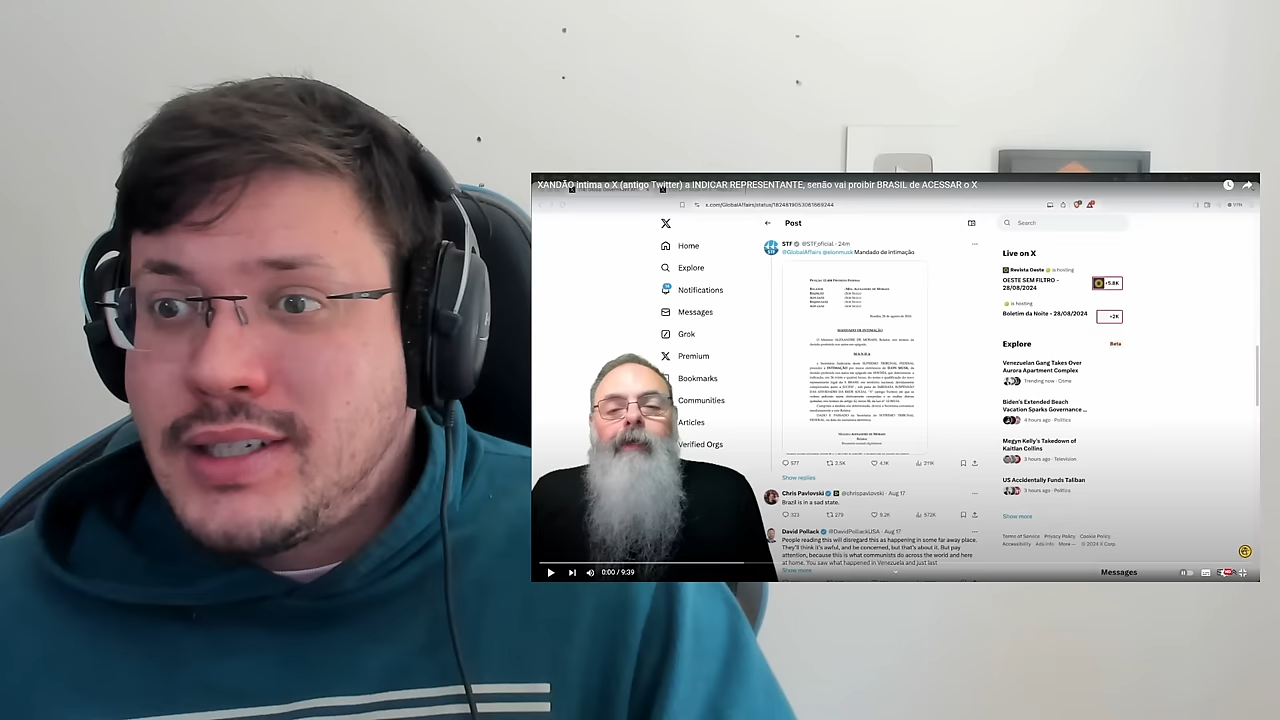 XANDÃO intima o X (antigo Twitter) a INDICAR REPRESENTANTE, senão vai proibir BRASIL de ACESSAR o X
x.com/GlobalAffairs/status/1824819053061669244
Post
Search
Home
Explore
Notifications
Messages
Grok
Premium
Bookmarks
Communities
Articles
Verified Orgs
STF @STF_oficial · 24m
@GlobalAffairs @elonmusk Mandado de intimação
MANDADO DE INTIMAÇÃO
MANDA
577 3.5K 4.1K 211K
Show replies
Chris Pavlovski @chrispavlovski · Aug 17
Brazil is in a sad state.
323 279 9.2K 572K
David Pollack @DavidPollackUSA · Aug 17
People reading this will disregard this as happening in some far away place.
They'll think it's awful, and be concerned, but that's about it. But pay
attention, because this is what communists do across the world and here
at home. You saw what happened in Venezuela and just last
Show more
Live on X
Revista Oeste is hosting
OESTE SEM FILTRO -
28/08/2024
+5.8K
is hosting
Boletim da Noite - 28/08/2024
+2K
Explore
Beta
Venezuelan Gang Takes Over
Aurora Apartment Complex
Trending now · Crime
Biden's Extended Beach
Vacation Sparks Governance ...
4 hours ago · Politics
Megyn Kelly's Takedown of
Kaitlan Collins
3 hours ago · Television
US Accidentally Funds Taliban
3 hours ago · Politics
Show more
Terms of Service Privacy Policy Cookie Policy
Accessibility Ads info More ··· © 2024 X Corp.
Messages
0:00 / 9:39